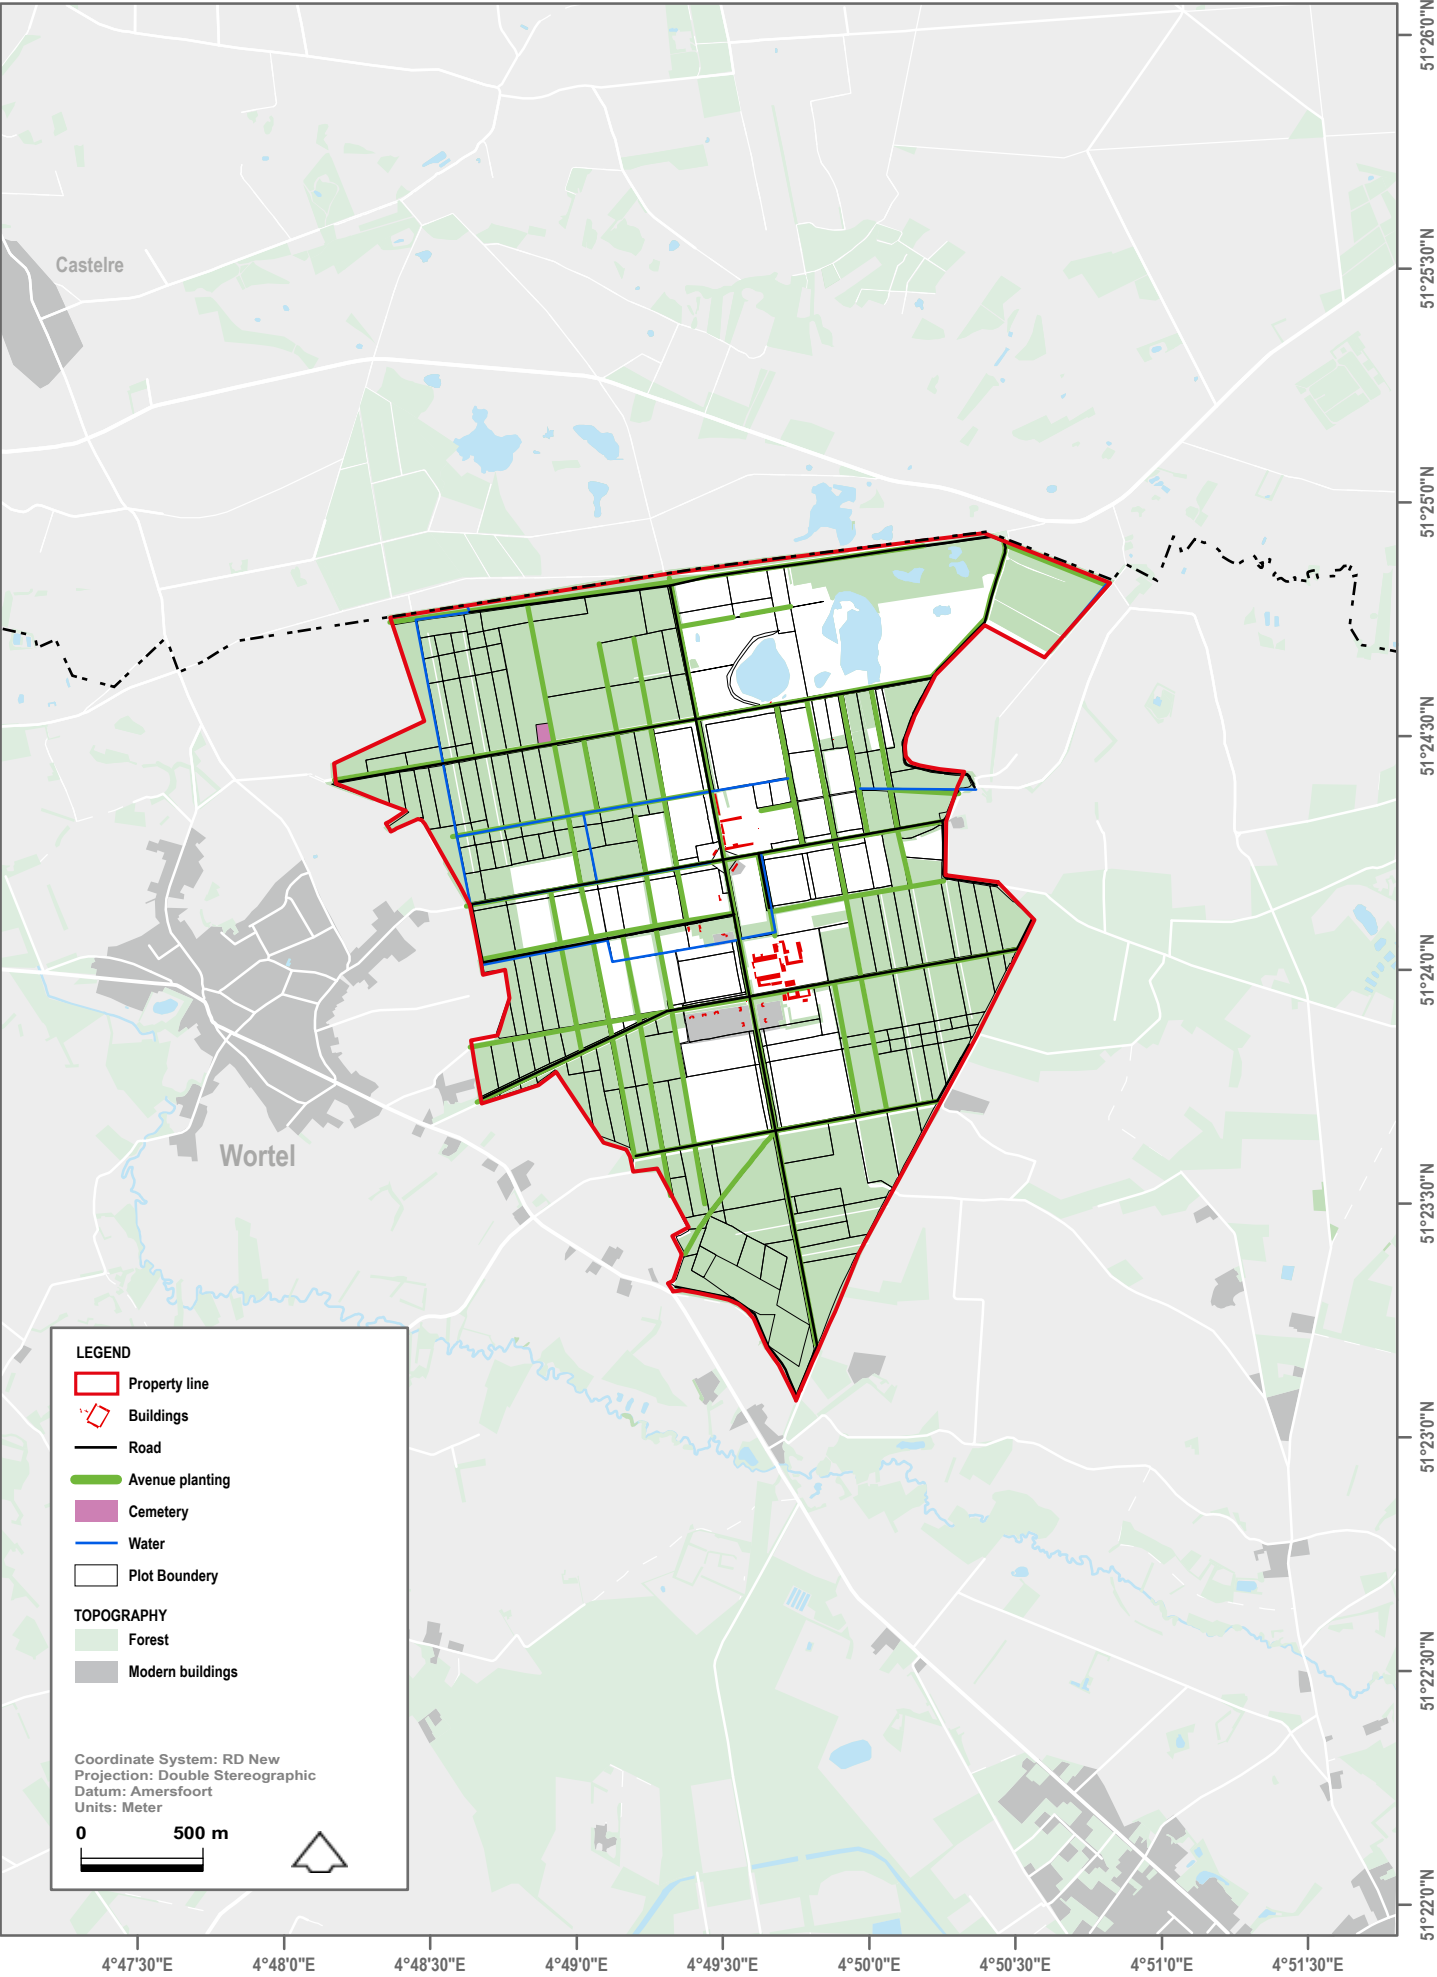 Castelre
Wortel
LEGEND
Property line
Buildings
Road
Avenue planting
Cemetery
Water
Plot Boundery
TOPOGRAPHY
Forest
Modern buildings
Coordinate System: RD New
Projection: Double Stereographic
Datum: Amersfoort
Units: Meter
0 500 m
51°26'0"N
51°25'30"N
51°25'0"N
51°24'30"N
51°24'0"N
51°23'30"N
51°23'0"N
51°22'30"N
51°22'0"N
4°47'30"E 4°48'0"E 4°48'30"E 4°49'0"E 4°49'30"E 4°50'0"E 4°50'30"E 4°51'0"E 4°51'30"E